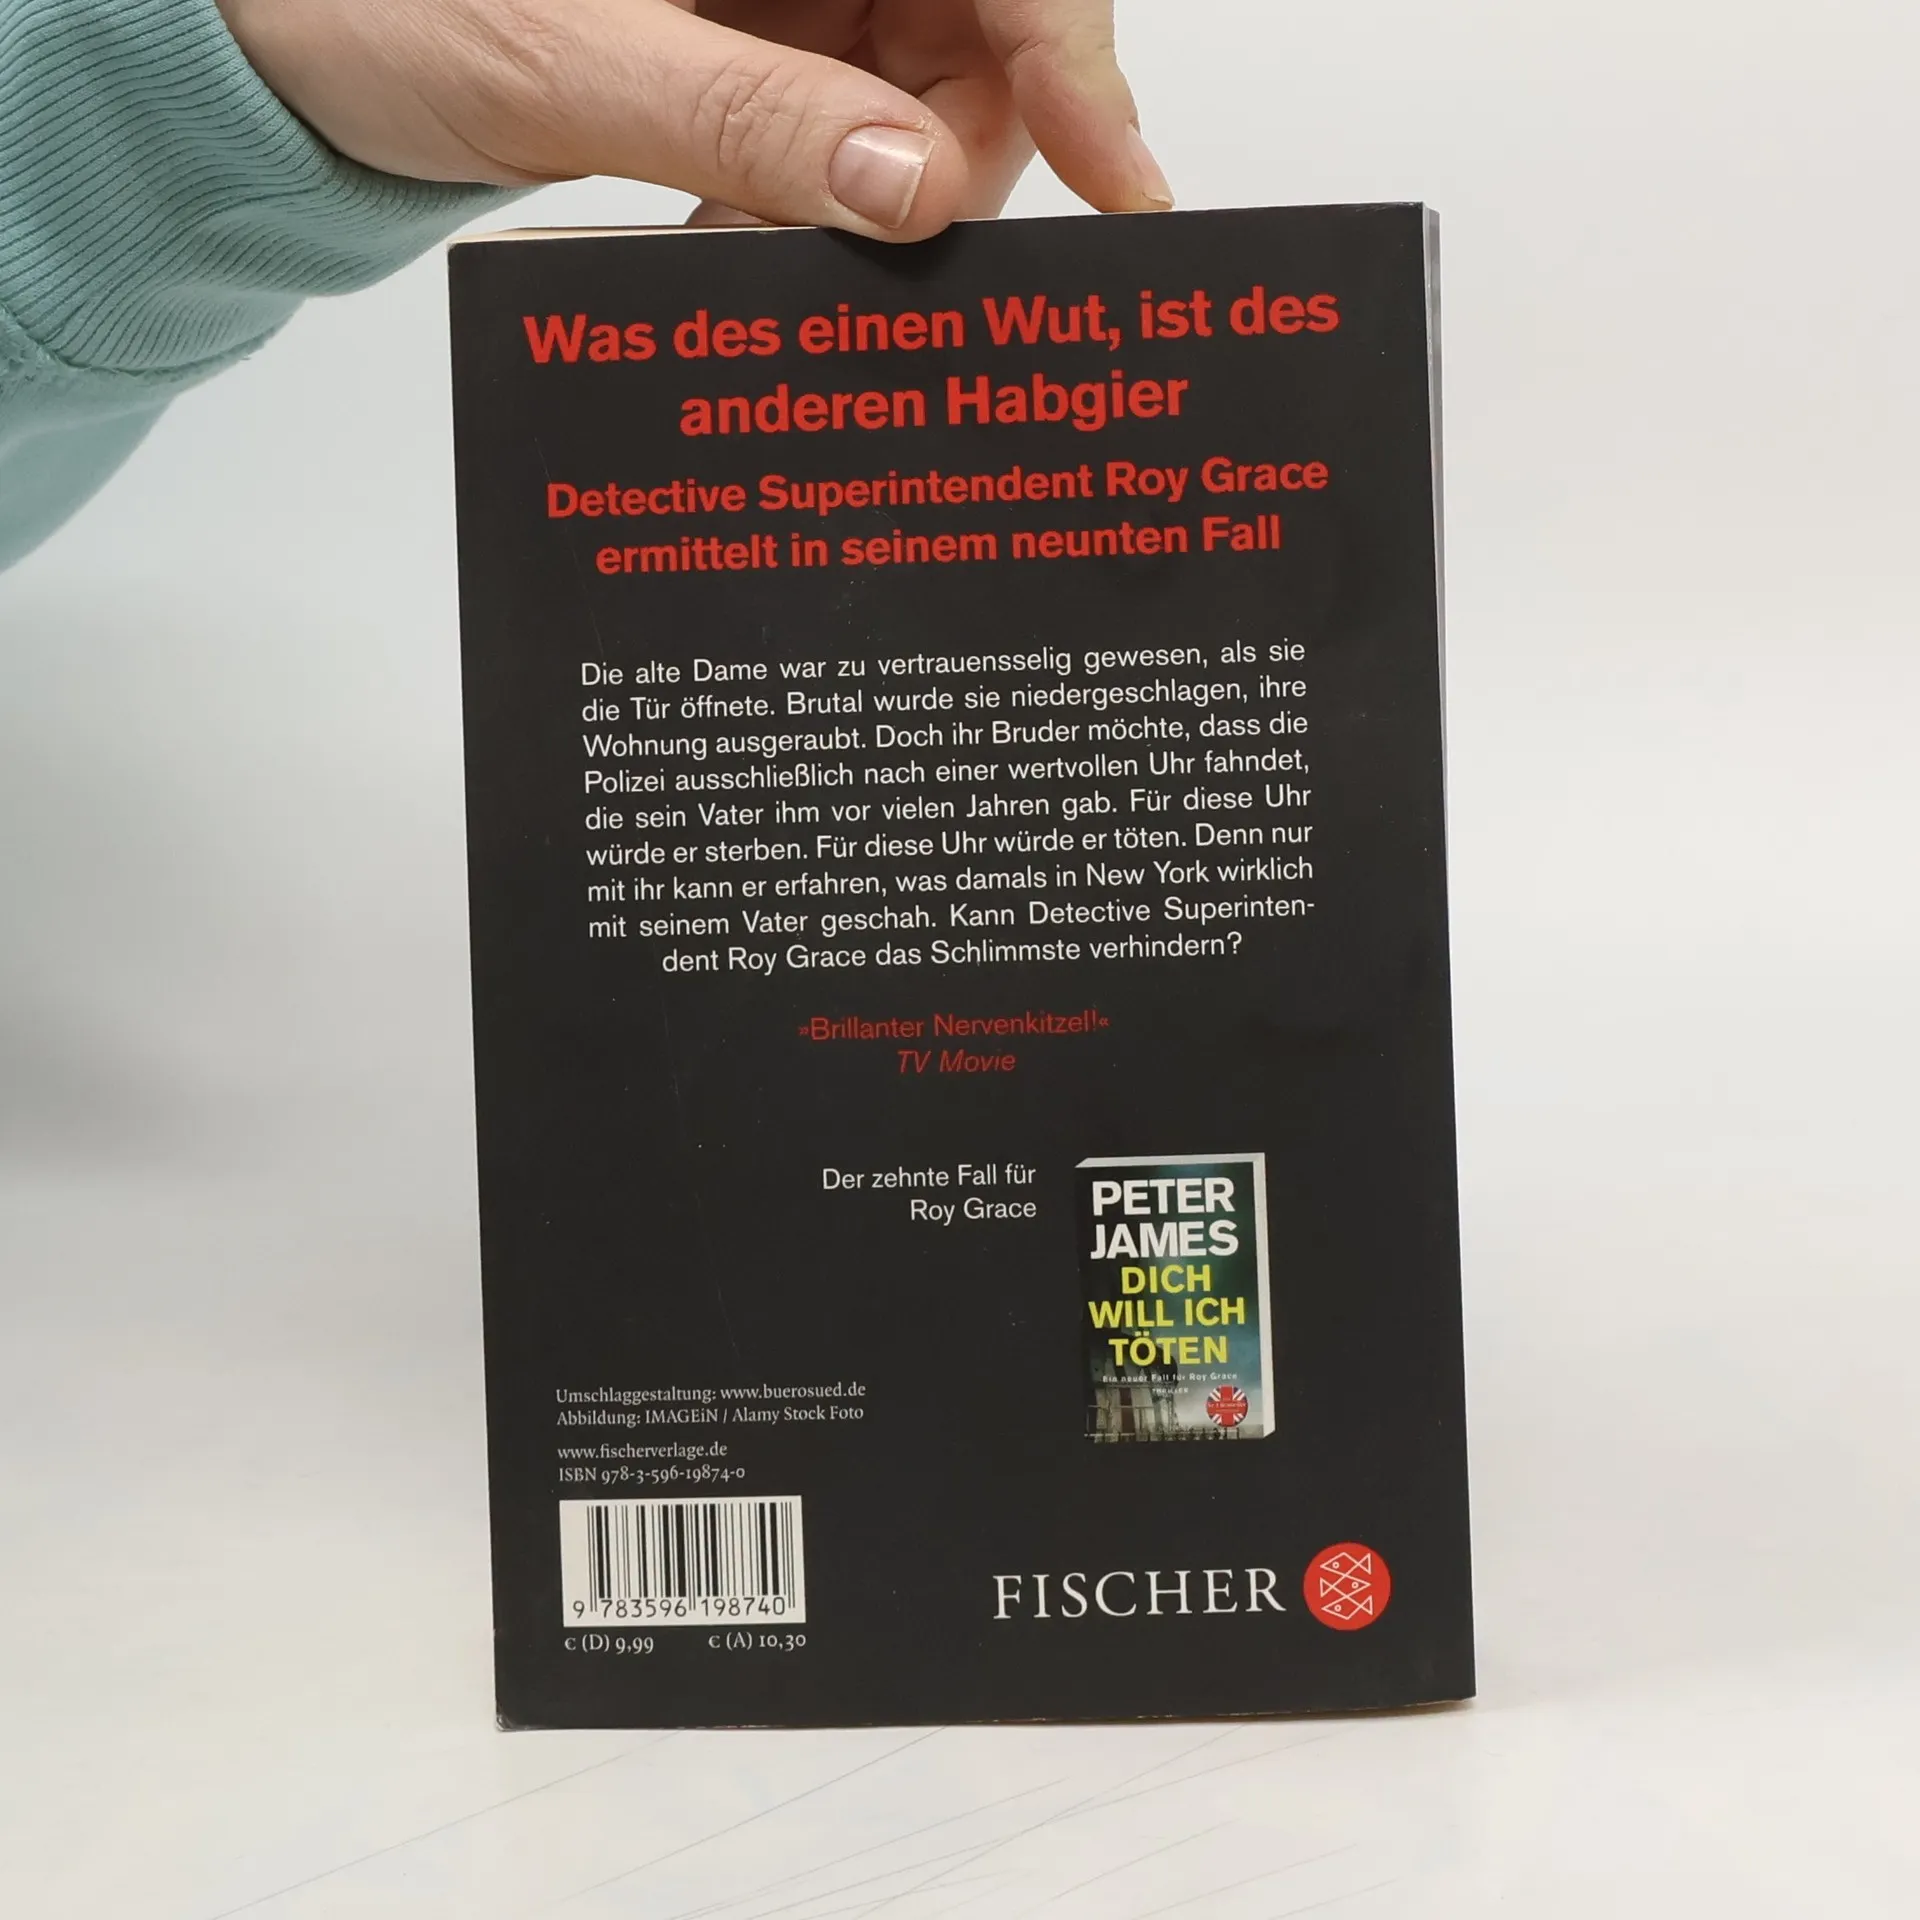 Was des einen Wut, ist des
anderen Habgier
Detective Superintendent Roy Grace
ermittelt in seinem neunten Fall
Die alte Dame war zu vertrauensselig gewesen, als sie
die Tür öffnete. Brutal wurde sie niedergeschlagen, ihre
Wohnung ausgeraubt. Doch ihr Bruder möchte, dass die
Polizei ausschließlich nach einer wertvollen Uhr fahndet,
die sein Vater ihm vor vielen Jahren gab. Für diese Uhr
würde er sterben. Für diese Uhr würde er töten. Denn nur
mit ihr kann er erfahren, was damals in New York wirklich
mit seinem Vater geschah. Kann Detective Superinten-
dent Roy Grace das Schlimmste verhindern?
»Brillanter Nervenkitzel!«
TV Movie
Der zehnte Fall für
Roy Grace
PETER
JAMES
DICH
WILL ICH
TÖTEN
Ein neuer Fall für Roy Grace
THRILLER
Umschlaggestaltung: www.buerosued.de
Abbildung: IMAGEiN / Alamy Stock Foto
www.fischerverlage.de
ISBN 978-3-596-19874-0
9 783596 198740
€ (D) 9,99 € (A) 10,30
FISCHER